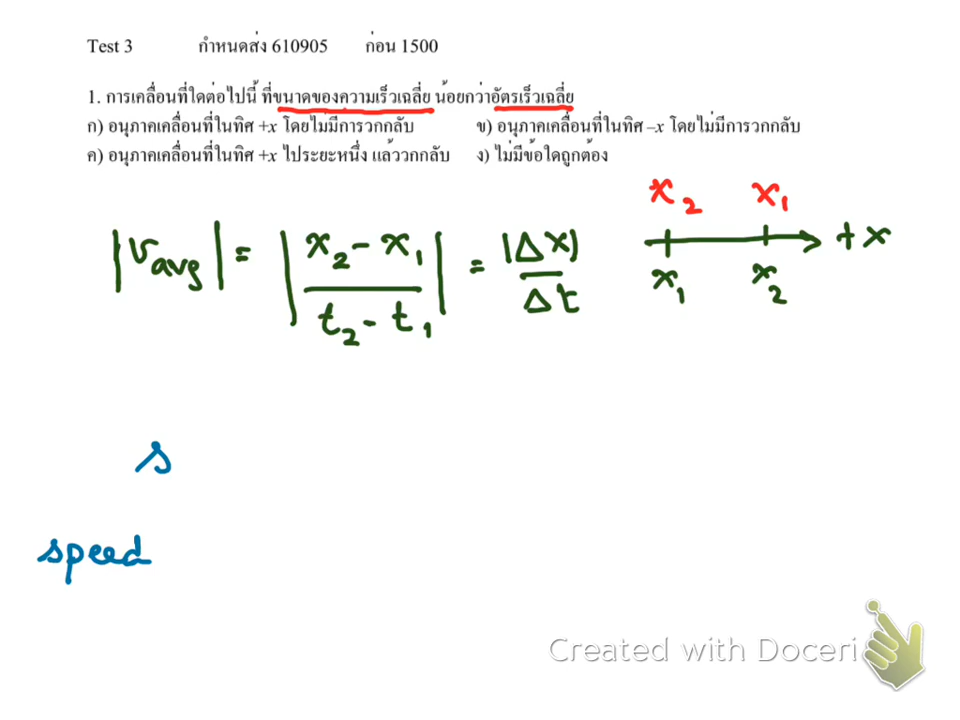 Test 3 กำหนดส่ง 610905 ก่อน 1500
1. การเคลื่อนที่ใดต่อไปนี้ ที่ขนาดของความเร็วเฉลี่ย น้อยกว่าอัตรเร็วเฉลี่ย
ก) อนุภาคเคลื่อนที่ในทิศ +x โดยไม่มีการวกกลับ ข) อนุภาคเคลื่อนที่ในทิศ –x โดยไม่มีการวกกลับ
ค) อนุภาคเคลื่อนที่ในทิศ +x ไประยะหนึ่ง แล้ววกกลับ ง) ไม่มีข้อใดถูกต้อง
x₂ x₁
|v_avg| = |(x₂ - x₁)/(t₂ - t₁)| = |Δx|/Δt
+x
x₁ x₂
s
speed
Created with Doceri